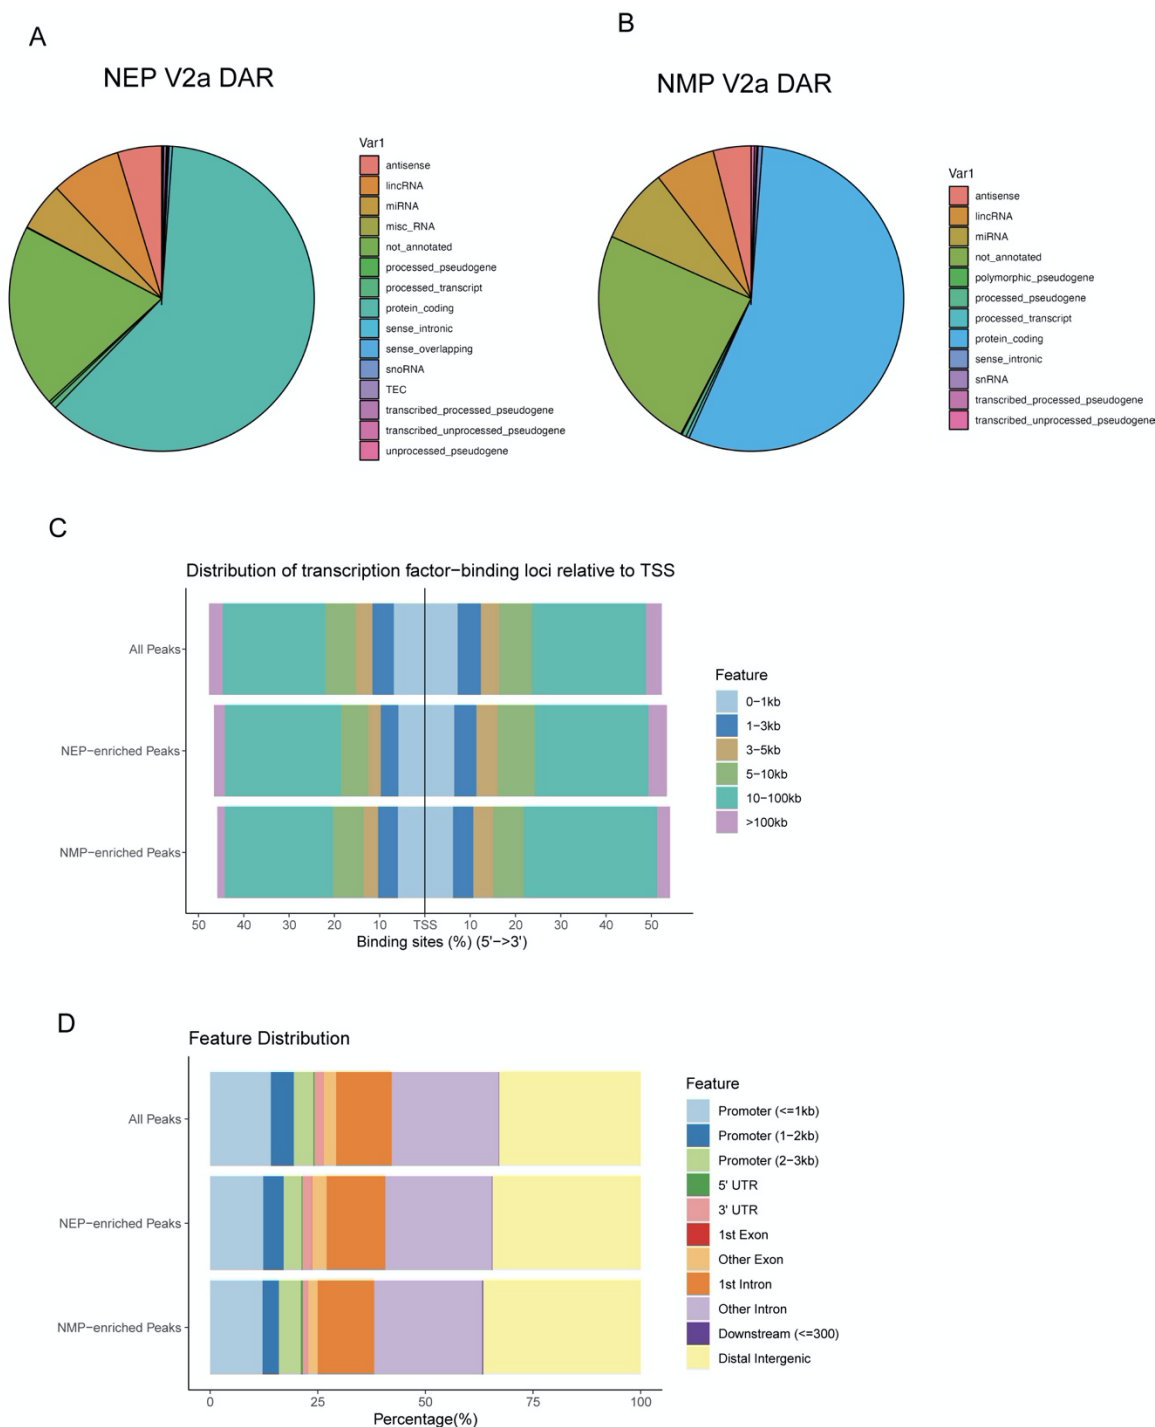 A
NEP V2a DAR
Var1
antisense
lincRNA
miRNA
misc_RNA
not_annotated
processed_pseudogene
processed_transcript
protein_coding
sense_intronic
sense_overlapping
snoRNA
TEC
transcribed_processed_pseudogene
transcribed_unprocessed_pseudogene
unprocessed_pseudogene
B
NMP V2a DAR
Var1
antisense
lincRNA
miRNA
not_annotated
polymorphic_pseudogene
processed_pseudogene
processed_transcript
protein_coding
sense_intronic
snRNA
transcribed_processed_pseudogene
transcribed_unprocessed_pseudogene
C
Distribution of transcription factor−binding loci relative to TSS
All Peaks
NEP−enriched Peaks
NMP−enriched Peaks
50 40 30 20 10 TSS 10 20 30 40 50
Binding sites (%) (5'−>3')
Feature
0−1kb
1−3kb
3−5kb
5−10kb
10−100kb
>100kb
D
Feature Distribution
All Peaks
NEP−enriched Peaks
NMP−enriched Peaks
0 25 50 75 100
Percentage(%)
Feature
Promoter (<=1kb)
Promoter (1−2kb)
Promoter (2−3kb)
5' UTR
3' UTR
1st Exon
Other Exon
1st Intron
Other Intron
Downstream (<=300)
Distal Intergenic